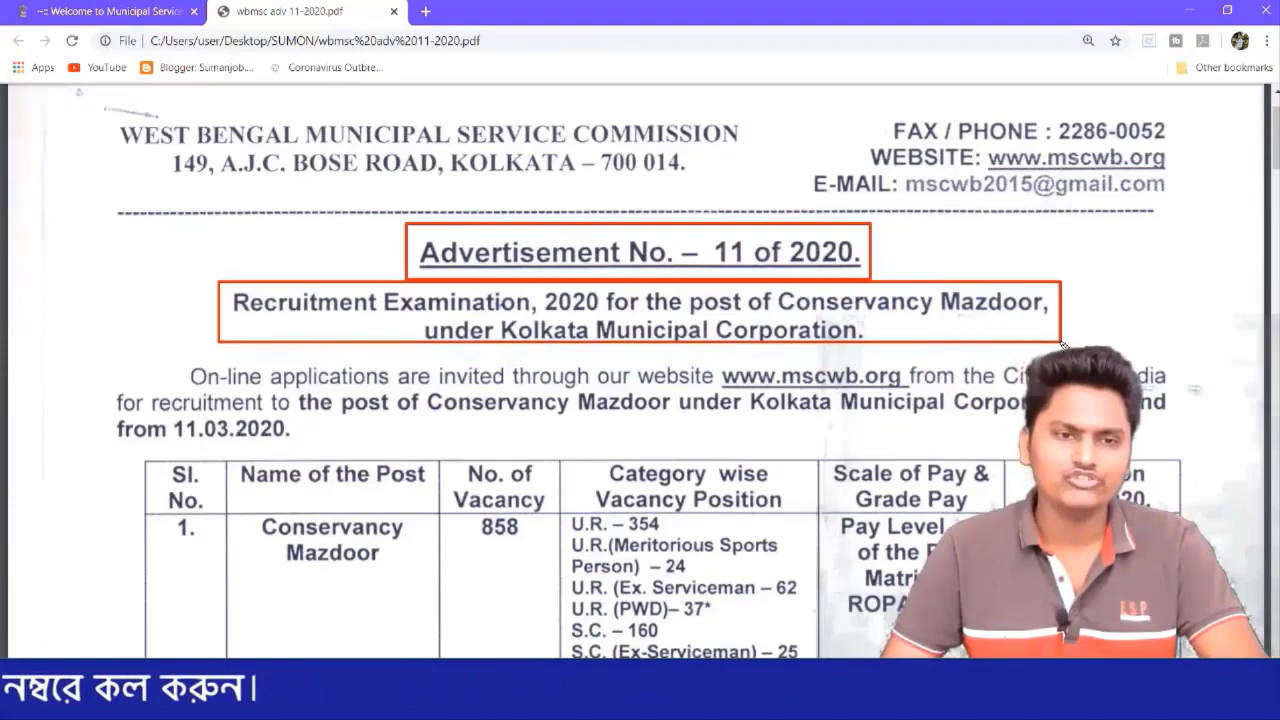 -:: Welcome to Municipal Service
wbmsc adv 11-2020.pdf
File | C:/Users/user/Desktop/SUMON/wbmsc%20adv%2011-2020.pdf
Apps YouTube Blogger: Sumanjob.... Coronavirus Outbre... Other bookmarks
WEST BENGAL MUNICIPAL SERVICE COMMISSION
149, A.J.C. BOSE ROAD, KOLKATA – 700 014.
FAX / PHONE : 2286-0052
WEBSITE: www.mscwb.org
E-MAIL: mscwb2015@gmail.com
Advertisement No. – 11 of 2020.
Recruitment Examination, 2020 for the post of Conservancy Mazdoor,
under Kolkata Municipal Corporation.
On-line applications are invited through our website www.mscwb.org from the
for recruitment to the post of Conservancy Mazdoor under Kolkata Municipal
from 11.03.2020.
Sl. No.
Name of the Post
No. of Vacancy
Category wise Vacancy Position
Scale of Pay & Grade Pay
1.
Conservancy Mazdoor
858
U.R. – 354
U.R.(Meritorious Sports
Person) – 24
U.R. (Ex. Serviceman – 62
U.R. (PWD)– 37*
S.C. – 160
S.C. (Ex-Serviceman) – 25
Pay Level
of the
ROPA
নম্বরে কল করুন।